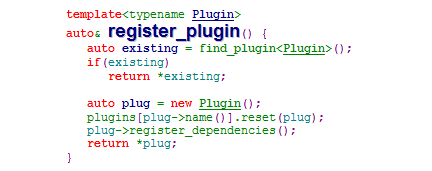 template<typename Plugin>
auto& register_plugin() {
auto existing = find_plugin<Plugin>();
if(existing)
return *existing;
auto plug = new Plugin();
plugins[plug->name()].reset(plug);
plug->register_dependencies();
return *plug;
}